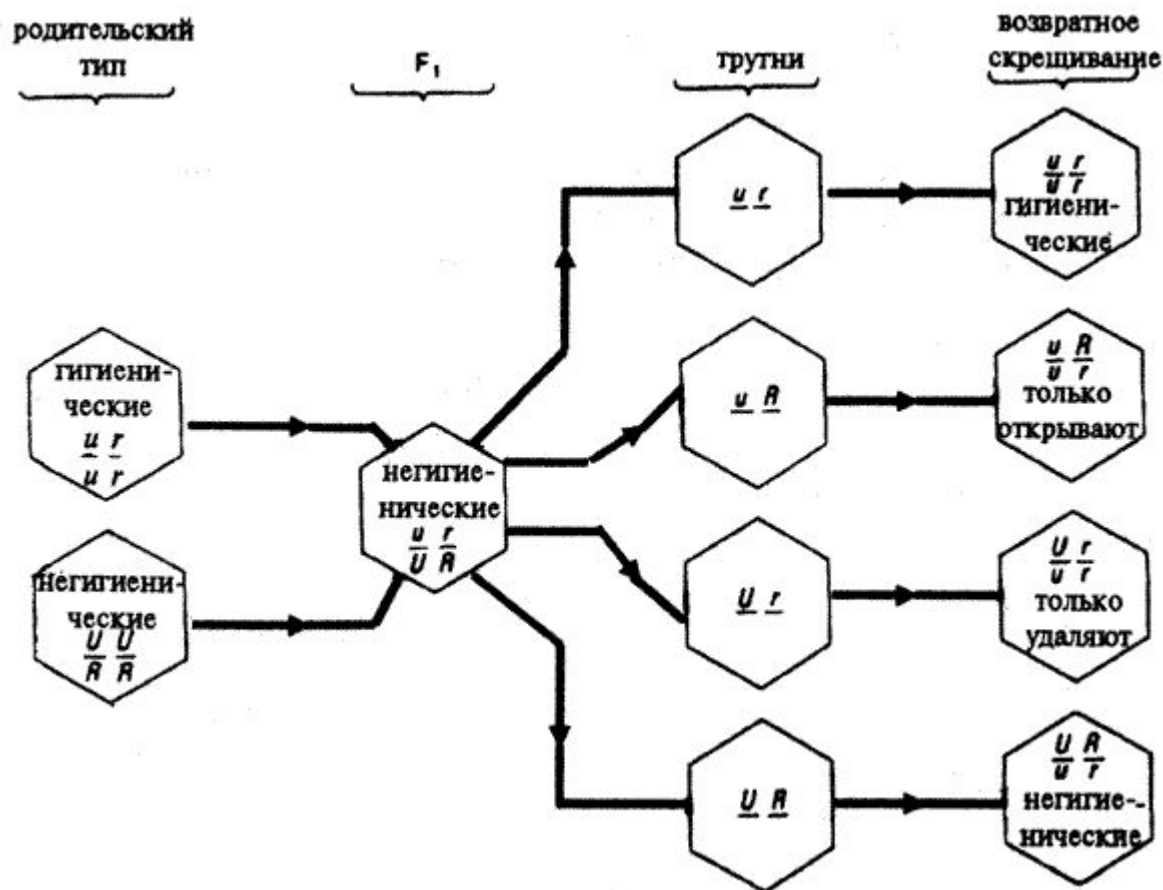 родительский
тип
F₁
трутни
возвратное
скрещивание
гигиени-
ческие
u r
u r
негигиени-
ческие
U U
R R
негигие-
нические
u r
U R
u r
u R
U r
U R
u r
u r
гигиени-
ческие
u R
u r
только
открывают
U r
u r
только
удаляют
U R
u r
негигие-
нические